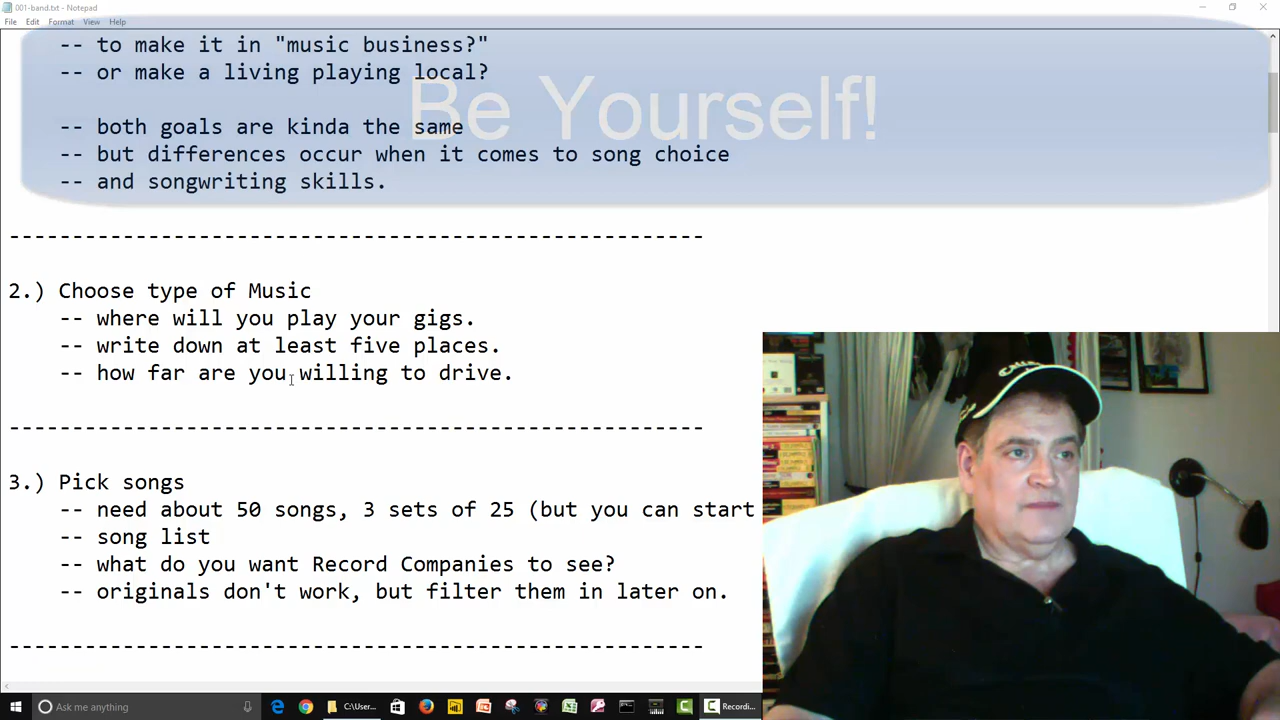 001-band.txt - Notepad
File Edit Format View Help
-- to make it in "music business?"
-- or make a living playing local?
Be Yourself!
-- both goals are kinda the same
-- but differences occur when it comes to song choice
-- and songwriting skills.
--------------------------------------------------------
2.) Choose type of Music
-- where will you play your gigs.
-- write down at least five places.
-- how far are you willing to drive.
--------------------------------------------------------
3.) Pick songs
-- need about 50 songs, 3 sets of 25 (but you can start
-- song list
-- what do you want Record Companies to see?
-- originals don't work, but filter them in later on.
--------------------------------------------------------
Ask me anything
C:\User...
Recordi...